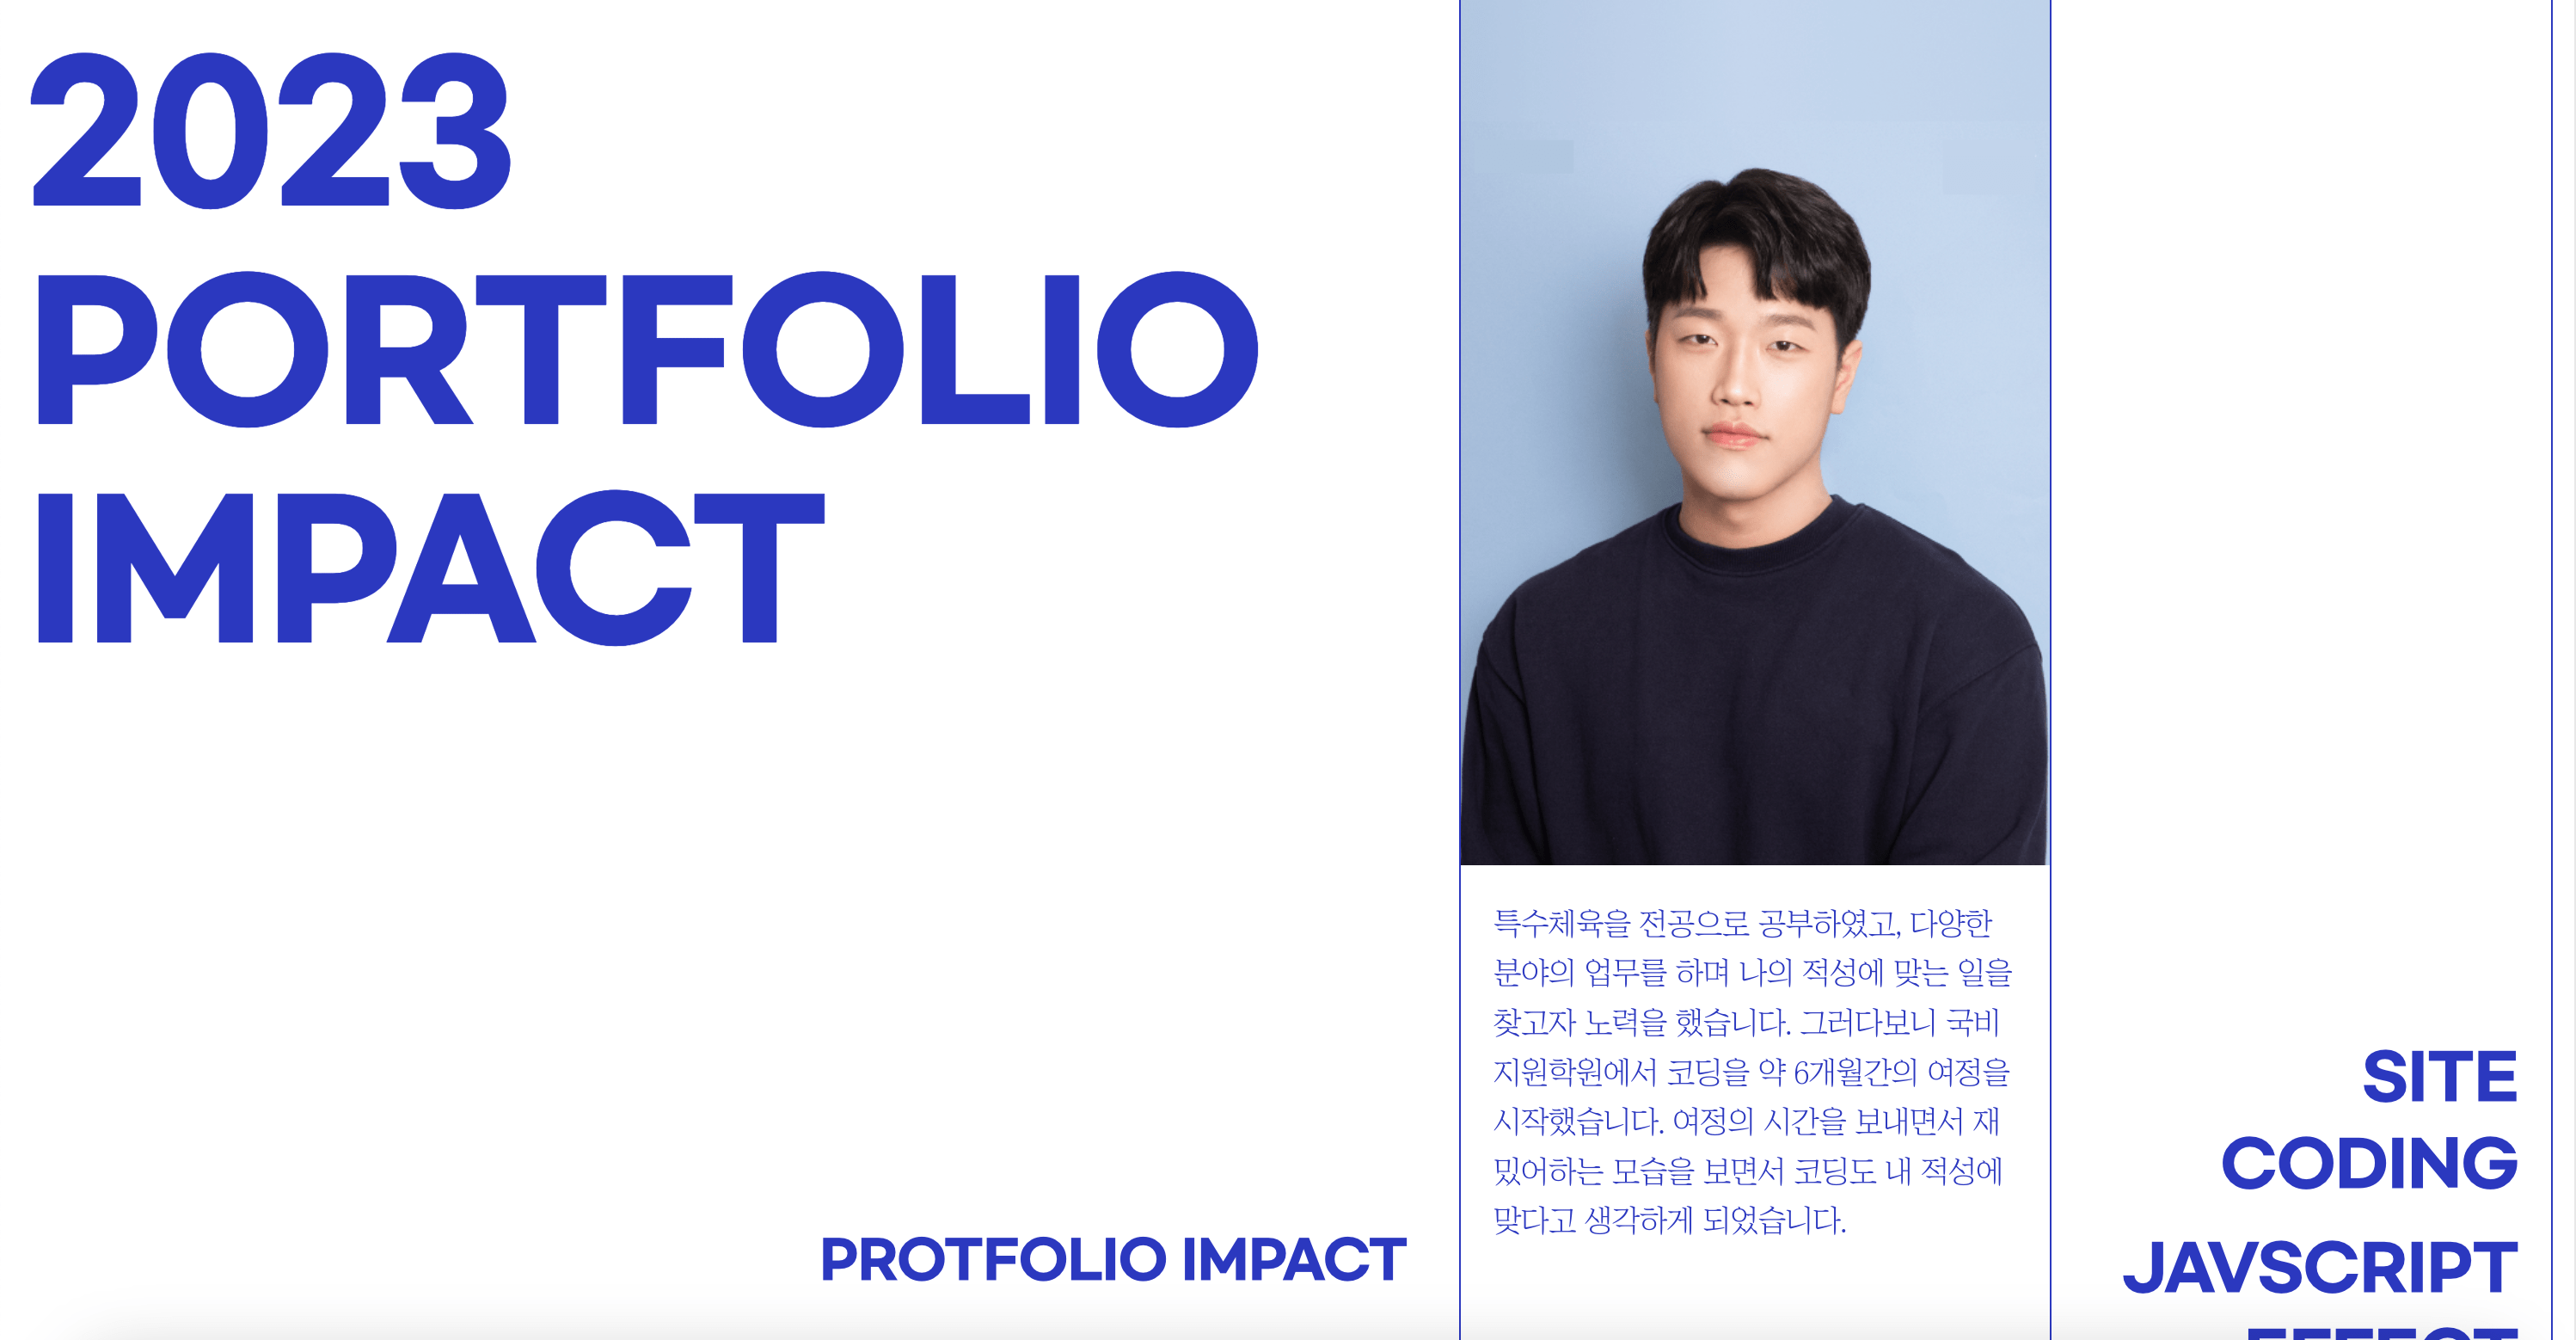 2023
PORTFOLIO
IMPACT
PROTFOLIO IMPACT
특수체육을 전공으로 공부하였고, 다양한
분야의 업무를 하며 나의 적성에 맞는 일을
찾고자 노력을 했습니다. 그러다보니 국비
지원학원에서 코딩을 약 6개월간의 여정을
시작했습니다. 여정의 시간을 보내면서 재
밌어하는 모습을 보면서 코딩도 내 적성에
맞다고 생각하게 되었습니다.
SITE
CODING
JAVSCRIPT